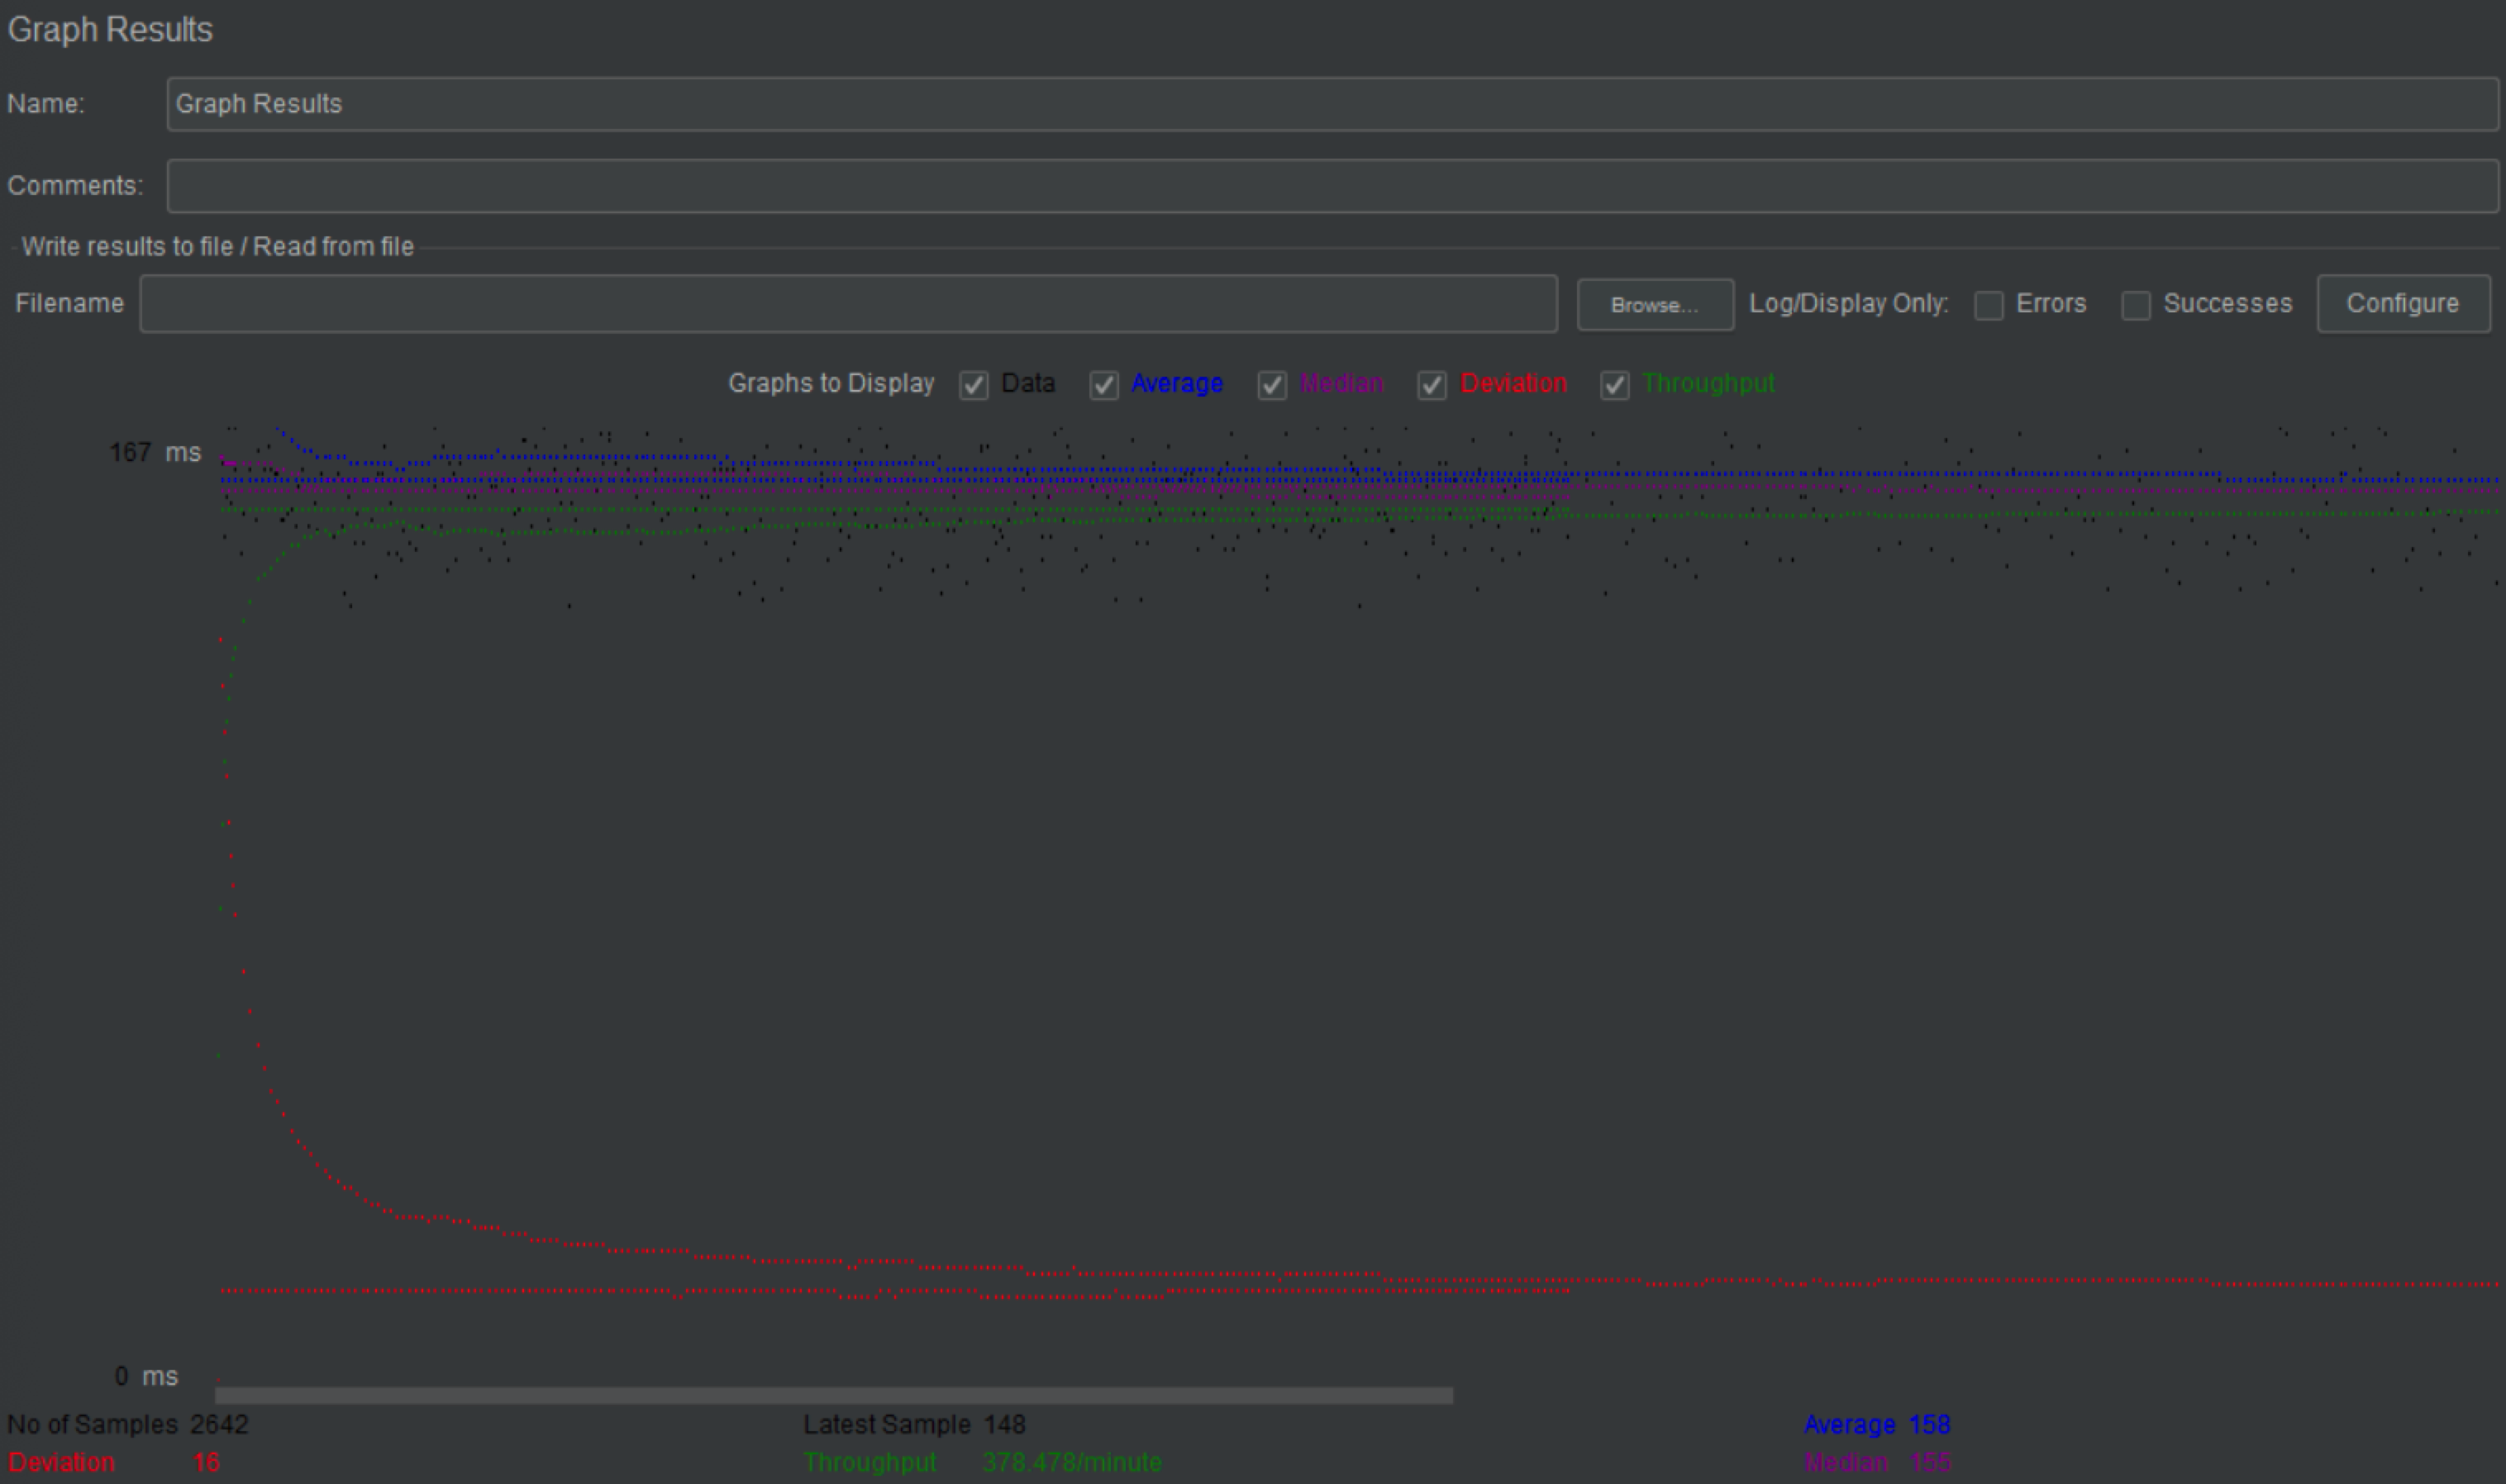 Graph Results
Name: Graph Results
Comments:
Write results to file / Read from file
Filename Browse... Log/Display Only: Errors Successes Configure
Graphs to Display Data Average Median Deviation Throughput
167 ms
0 ms
No of Samples 2642 Latest Sample 148 Average 158
Deviation 16 Throughput 378.478/minute Median 155